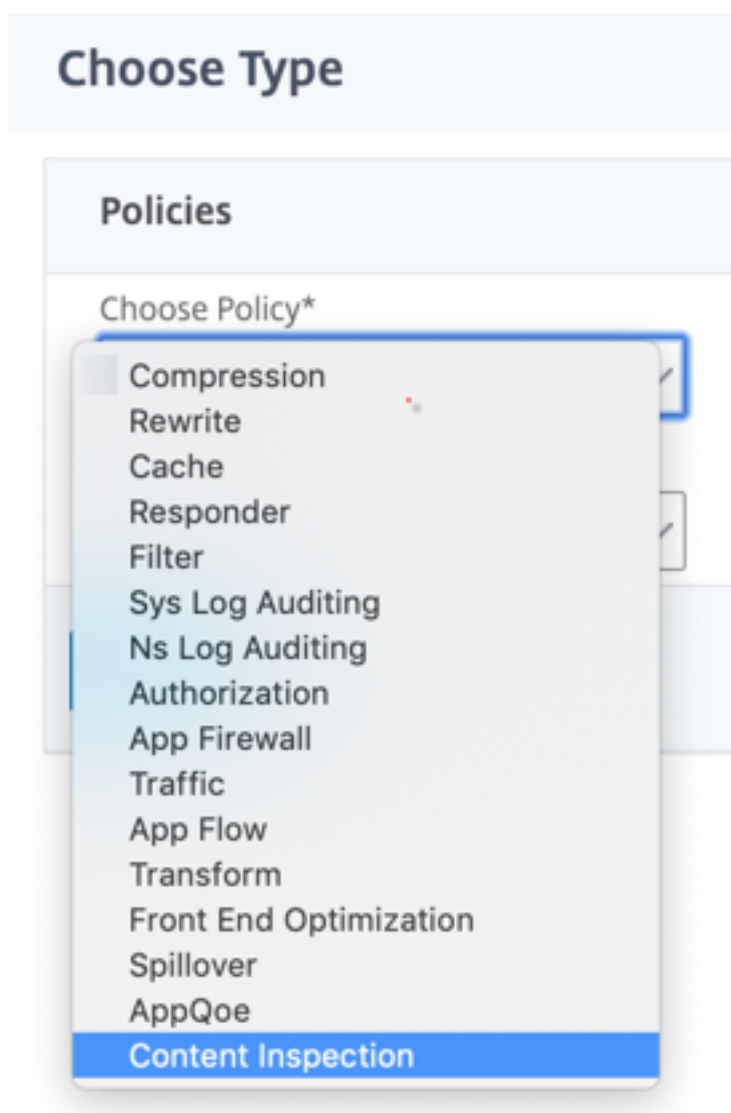 Choose Type
Policies
Choose Policy*
Compression
Rewrite
Cache
Responder
Filter
Sys Log Auditing
Ns Log Auditing
Authorization
App Firewall
Traffic
App Flow
Transform
Front End Optimization
Spillover
AppQoe
Content Inspection